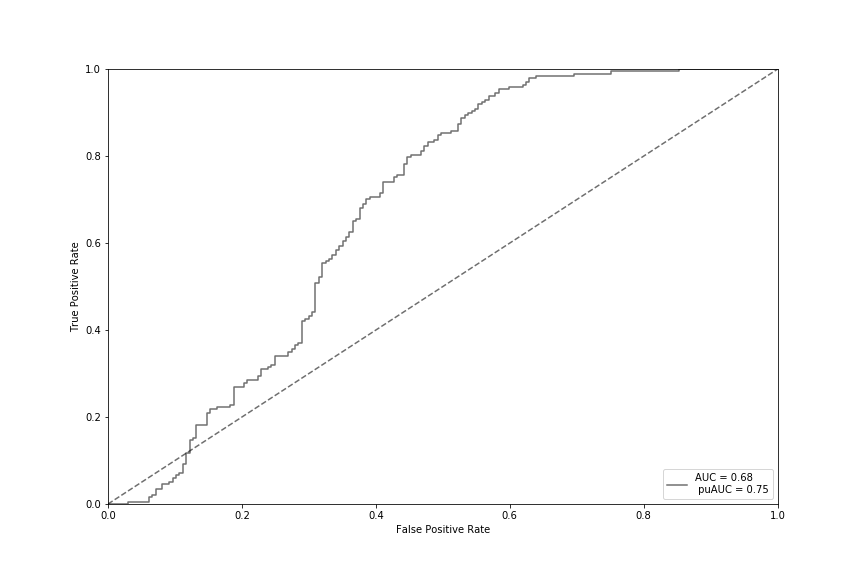 1.0
0.8
0.6
0.4
0.2
0.0
True Positive Rate
0.0 0.2 0.4 0.6 0.8 1.0
False Positive Rate
AUC = 0.68
puAUC = 0.75